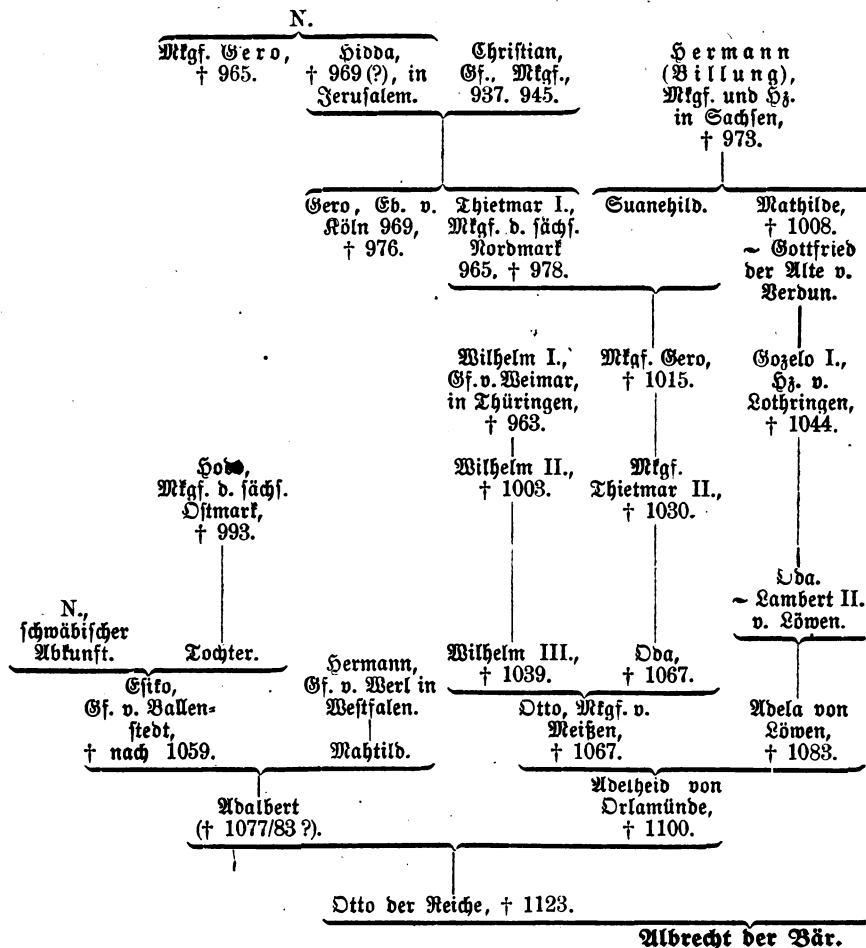 N.
Mkgf. Gero,
† 965.
Hidda,
† 969 (?), in
Jerusalem.
Christian,
Gf., Mkgf.,
937. 945.
Hermann
(Billung),
Mkgf. und Hz.
in Sachsen,
† 973.
Gero, Eb. v.
Köln 969,
† 976.
Thietmar I.,
Mkgf. d. sächs.
Nordmark
965, † 978.
Suanehild.
Mathilde,
† 1008.
~ Gottfried
der Alte v.
Verdun.
Wilhelm I.,
Gf. v. Weimar,
in Thüringen,
† 963.
Mkgf. Gero,
† 1015.
Gozelo I.,
Hz. v.
Lothringen,
† 1044.
Hodo,
Mkgf. d. sächs.
Ostmark,
† 993.
Wilhelm II.,
† 1003.
Mkgf.
Thietmar II.,
† 1030.
Oda.
~ Lambert II.
v. Löwen.
N.,
schwäbischer
Abkunft.
Tochter.
Hermann,
Gf. v. Werl in
Westfalen.
Wilhelm III.,
† 1039.
Oda,
† 1067.
Esiko,
Gf. v. Ballen=
stedt,
† nach 1059.
Mahtild.
Otto, Mkgf. v.
Meißen,
† 1067.
Adela von
Löwen,
† 1083.
Adalbert
(† 1077/83 ?).
Adelheid von
Orlamünde,
† 1100.
Otto der Reiche, † 1123.
Albrecht der Bär.